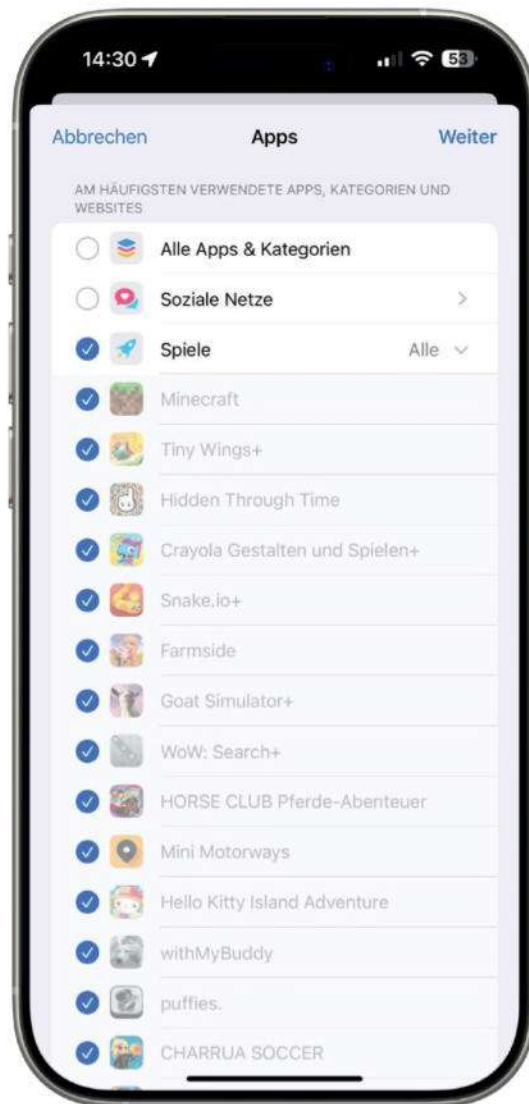 14:30
53
Abbrechen
Apps
Weiter
AM HÄUFIGSTEN VERWENDETE APPS, KATEGORIEN UND
WEBSITES
Alle Apps & Kategorien
Soziale Netze
Spiele
Alle
Minecraft
Tiny Wings+
Hidden Through Time
Crayola Gestalten und Spielen+
Snake.io+
Farmside
Goat Simulator+
WoW: Search+
HORSE CLUB Pferde-Abenteuer
Mini Motorways
Hello Kitty Island Adventure
withMyBuddy
puffies.
CHARRUA SOCCER